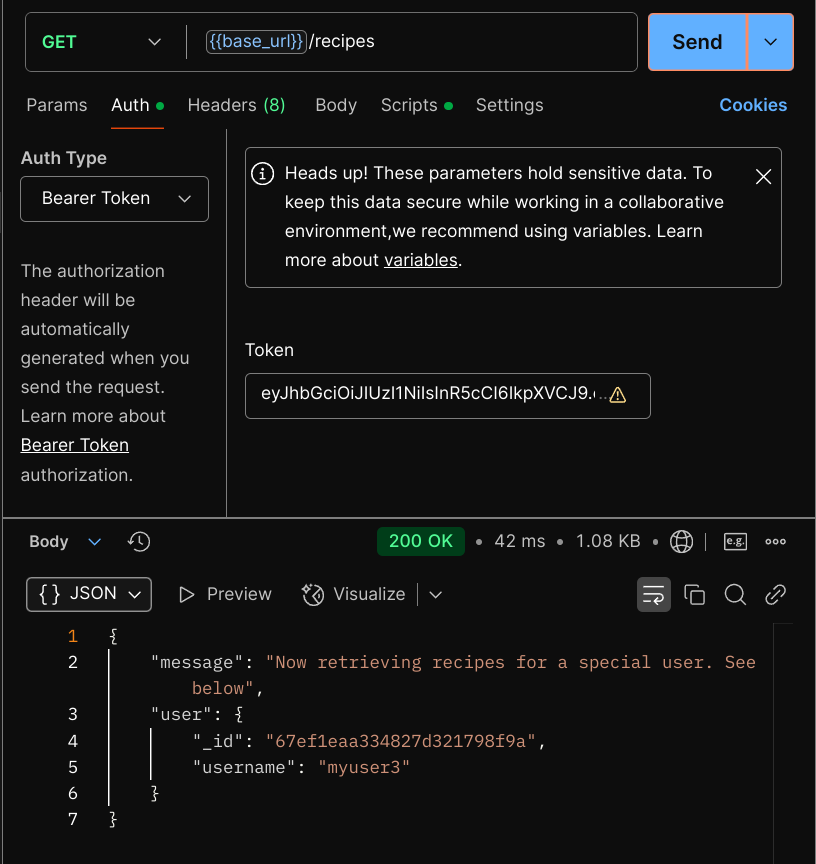 GET {{base_url}}/recipes Send
Params Auth Headers (8) Body Scripts Settings Cookies
Auth Type
Bearer Token
The authorization
header will be
automatically
generated when you
send the request.
Learn more about
Bearer Token
authorization.
Heads up! These parameters hold sensitive data. To
keep this data secure while working in a collaborative
environment,we recommend using variables. Learn
more about variables.
Token
eyJhbGciOiJIUzI1NiIsInR5cCI6IkpXVCJ9.…
Body 200 OK • 42 ms • 1.08 KB • e.g.
{} JSON Preview Visualize
1 {
2 "message": "Now retrieving recipes for a special user. See
below",
3 "user": {
4 "_id": "67ef1eaa334827d321798f9a",
5 "username": "myuser3"
6 }
7 }